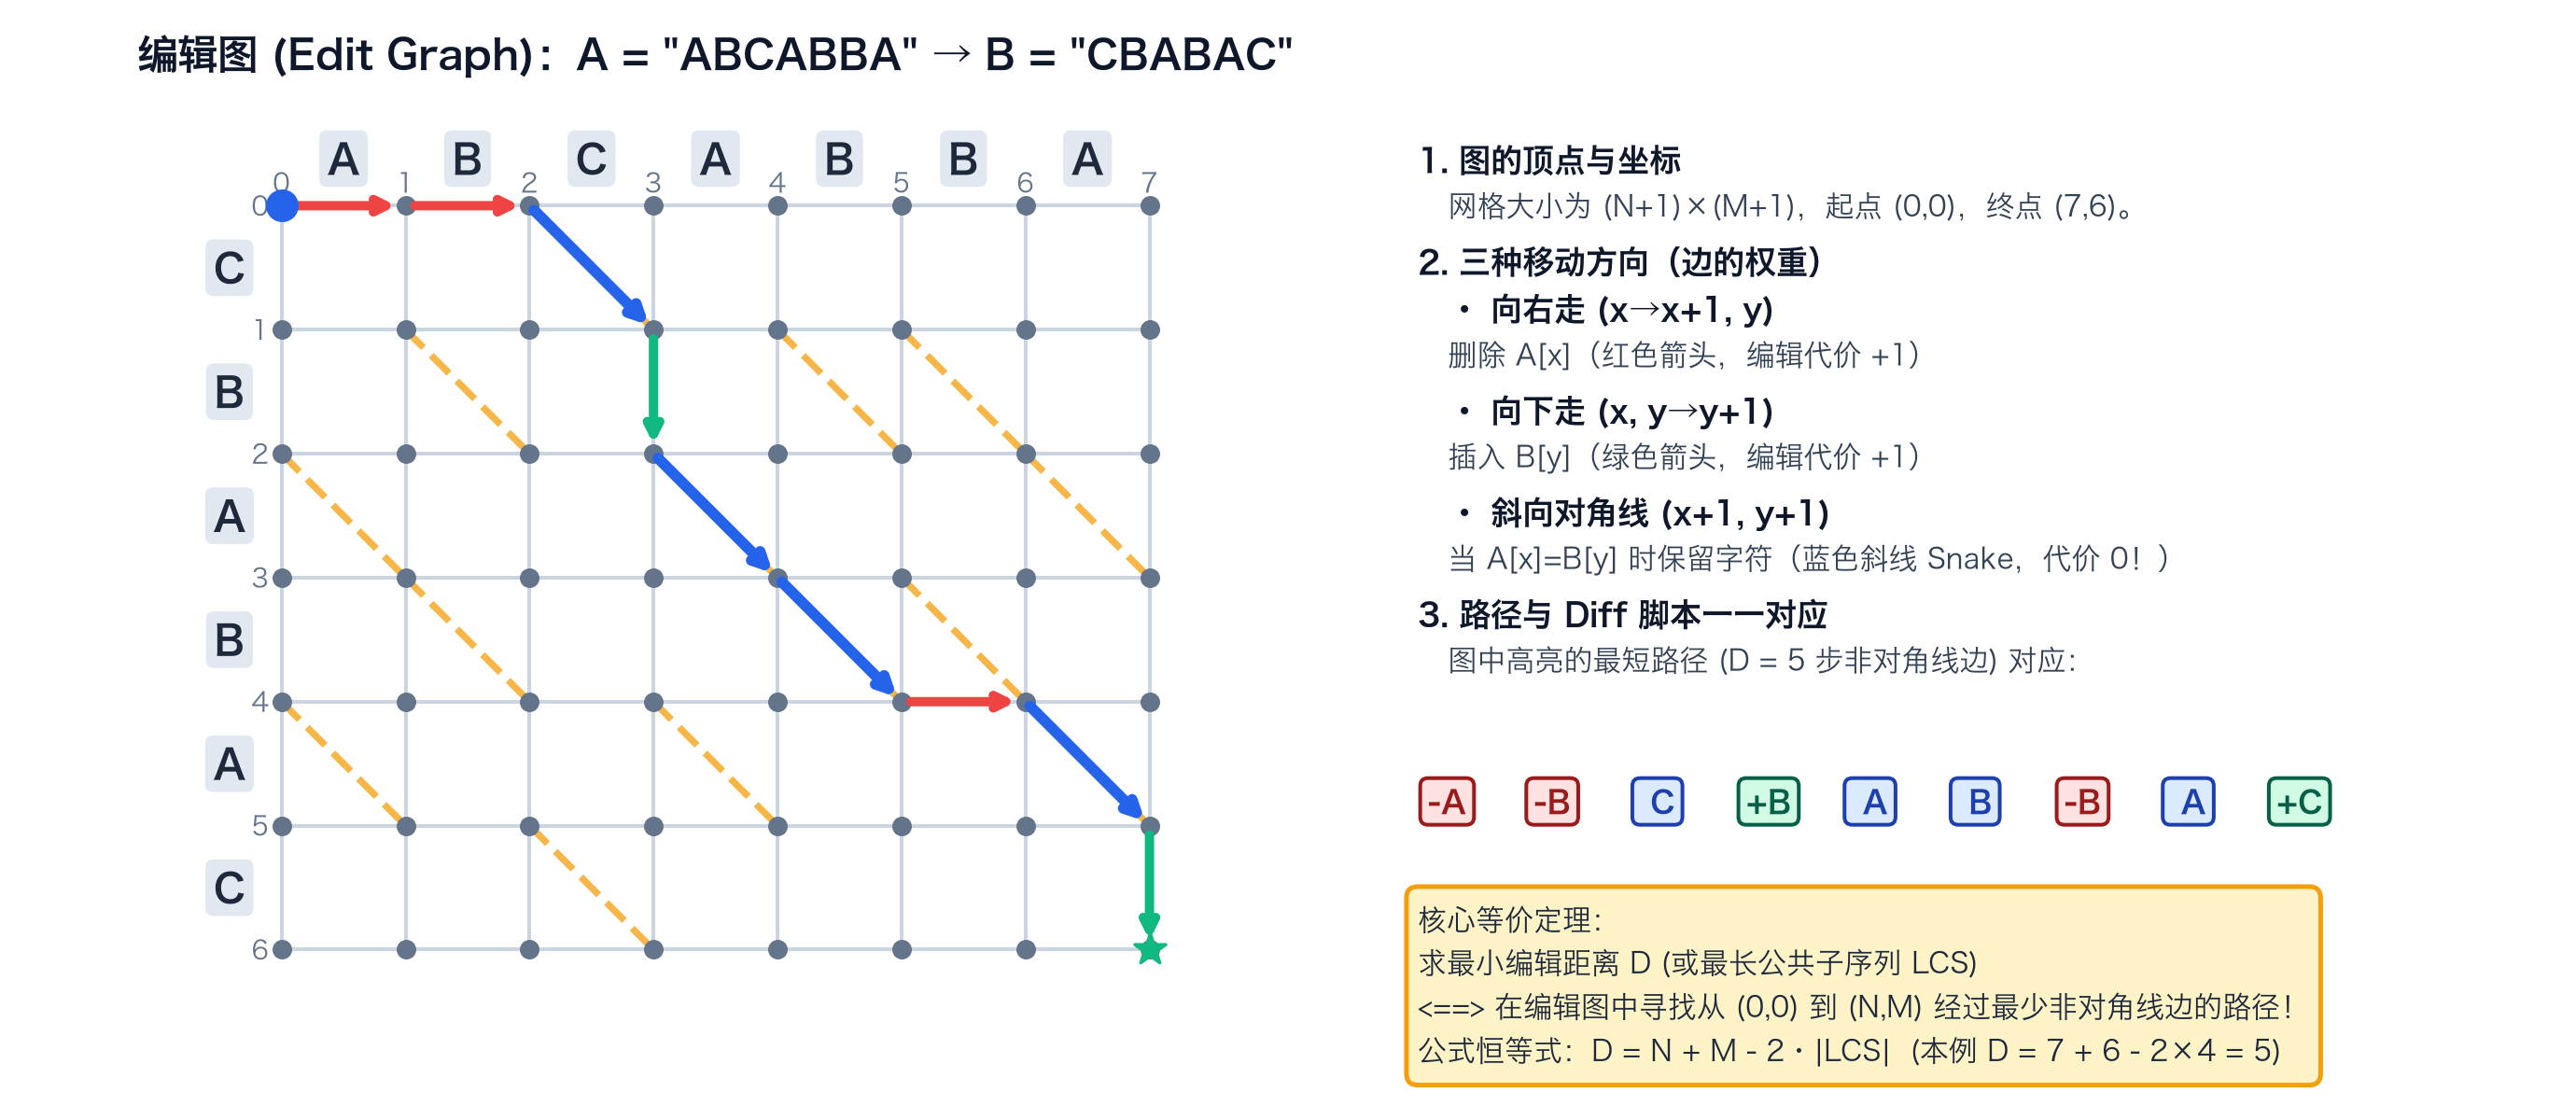 编辑图 (Edit Graph)：A = "ABCABBA" → B = "CBABAC"
A B C A B B A
0 1 2 3 4 5 6 7
0
C
1
B
2
A
3
B
4
A
5
C
6
1. 图的顶点与坐标
网格大小为 (N+1)×(M+1)，起点 (0,0)，终点 (7,6)。
2. 三种移动方向（边的权重）
• 向右走 (x→x+1, y)
删除 A[x]（红色箭头，编辑代价 +1）
• 向下走 (x, y→y+1)
插入 B[y]（绿色箭头，编辑代价 +1）
• 斜向对角线 (x+1, y+1)
当 A[x]=B[y] 时保留字符（蓝色斜线 Snake，代价 0！）
3. 路径与 Diff 脚本一一对应
图中高亮的最短路径 (D = 5 步非对角线边) 对应：
-A -B C +B A B -B A +C
核心等价定理：
求最小编辑距离 D (或最长公共子序列 LCS)
<==> 在编辑图中寻找从 (0,0) 到 (N,M) 经过最少非对角线边的路径！
公式恒等式：D = N + M - 2 · |LCS| (本例 D = 7 + 6 - 2×4 = 5)